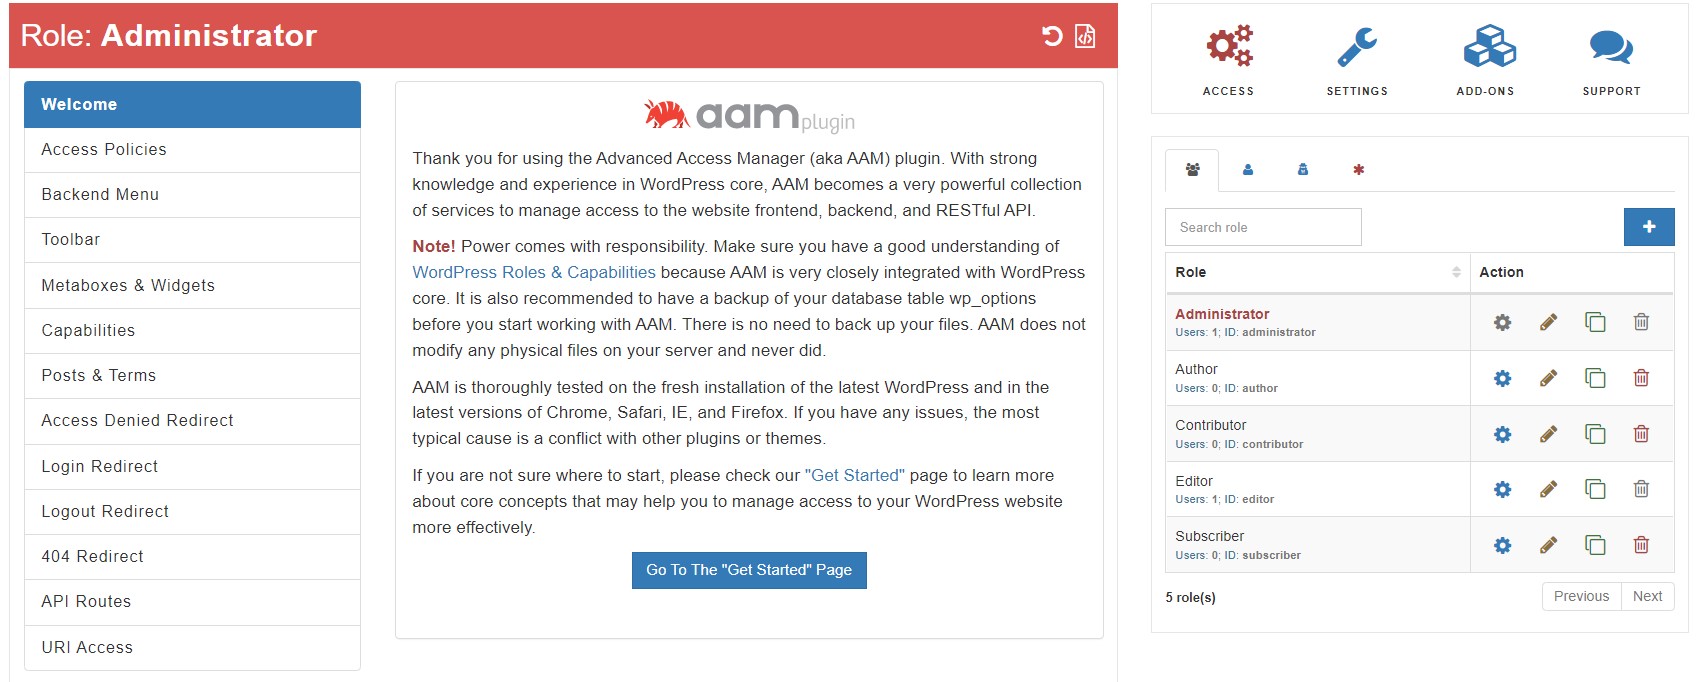 Role: Administrator
Welcome
Access Policies
Backend Menu
Toolbar
Metaboxes & Widgets
Capabilities
Posts & Terms
Access Denied Redirect
Login Redirect
Logout Redirect
404 Redirect
API Routes
URI Access
aam plugin
Thank you for using the Advanced Access Manager (aka AAM) plugin. With strong
knowledge and experience in WordPress core, AAM becomes a very powerful collection
of services to manage access to the website frontend, backend, and RESTful API.
Note! Power comes with responsibility. Make sure you have a good understanding of
WordPress Roles & Capabilities because AAM is very closely integrated with WordPress
core. It is also recommended to have a backup of your database table wp_options
before you start working with AAM. There is no need to back up your files. AAM does not
modify any physical files on your server and never did.
AAM is thoroughly tested on the fresh installation of the latest WordPress and in the
latest versions of Chrome, Safari, IE, and Firefox. If you have any issues, the most
typical cause is a conflict with other plugins or themes.
If you are not sure where to start, please check our "Get Started" page to learn more
about core concepts that may help you to manage access to your WordPress website
more effectively.
Go To The "Get Started" Page
ACCESS SETTINGS ADD-ONS SUPPORT
Search role
Role Action
Administrator
Users: 1; ID: administrator
Author
Users: 0; ID: author
Contributor
Users: 0; ID: contributor
Editor
Users: 1; ID: editor
Subscriber
Users: 0; ID: subscriber
5 role(s) Previous Next